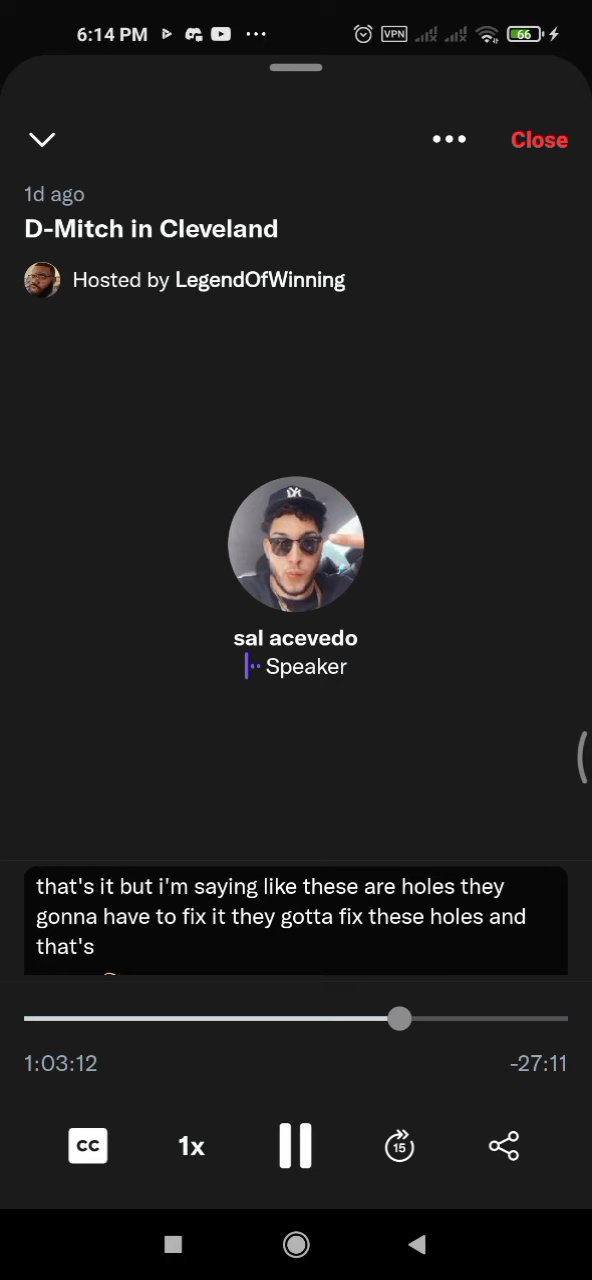 6:14 PM
VPN
66
Close
1d ago
D-Mitch in Cleveland
Hosted by LegendOfWinning
sal acevedo
Speaker
that's it but i'm saying like these are holes they
gonna have to fix it they gotta fix these holes and
that's
1:03:12
-27:11
CC
1x
15